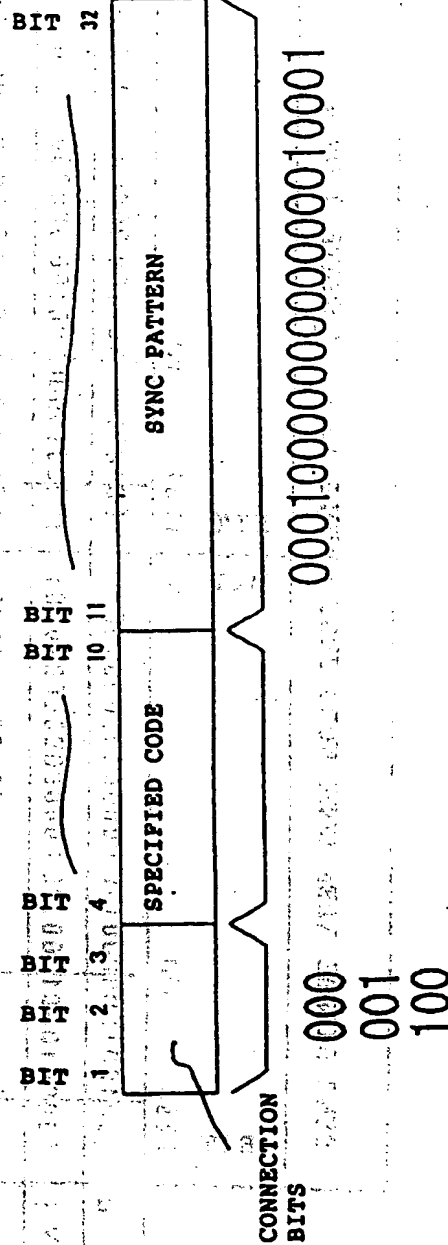 BIT 1
BIT 2
BIT 3
BIT 4
BIT 10
BIT 11
BIT 32
SPECIFIED CODE
SYNC PATTERN
CONNECTION
BITS
000
001
100
0001000000000000010001